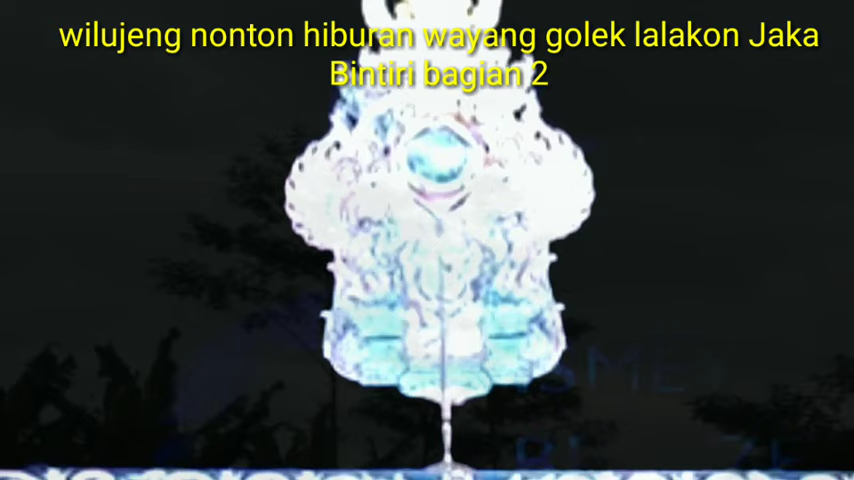 wilujeng nonton hiburan wayang golek lalakon Jaka
Bintiri bagian 2